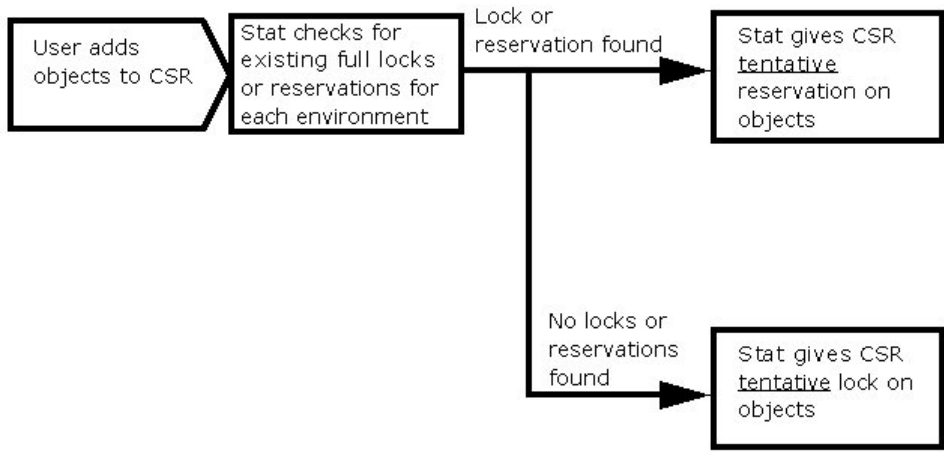 User adds
objects to CSR
Stat checks for
existing full locks
or reservations for
each environment
Lock or
reservation found
Stat gives CSR
tentative
reservation on
objects
No locks or
reservations
found
Stat gives CSR
tentative lock on
objects